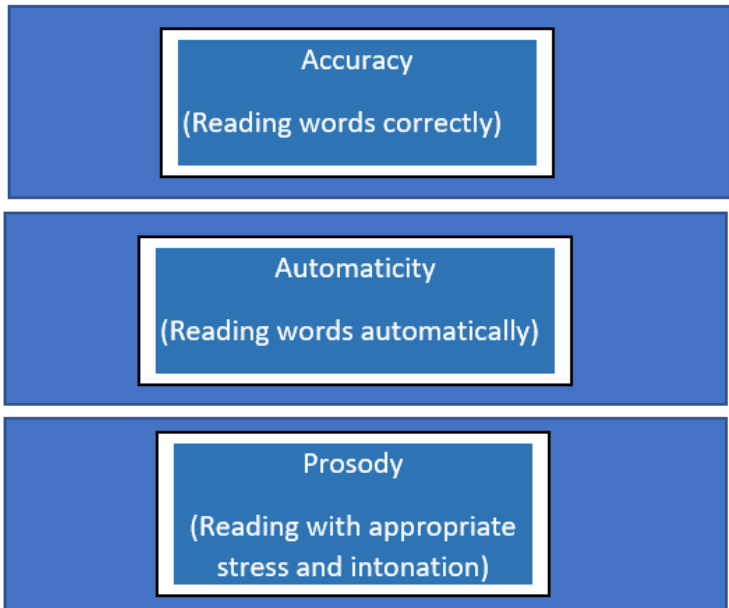 Accuracy
(Reading words correctly)
Automaticity
(Reading words automatically)
Prosody
(Reading with appropriate
stress and intonation)